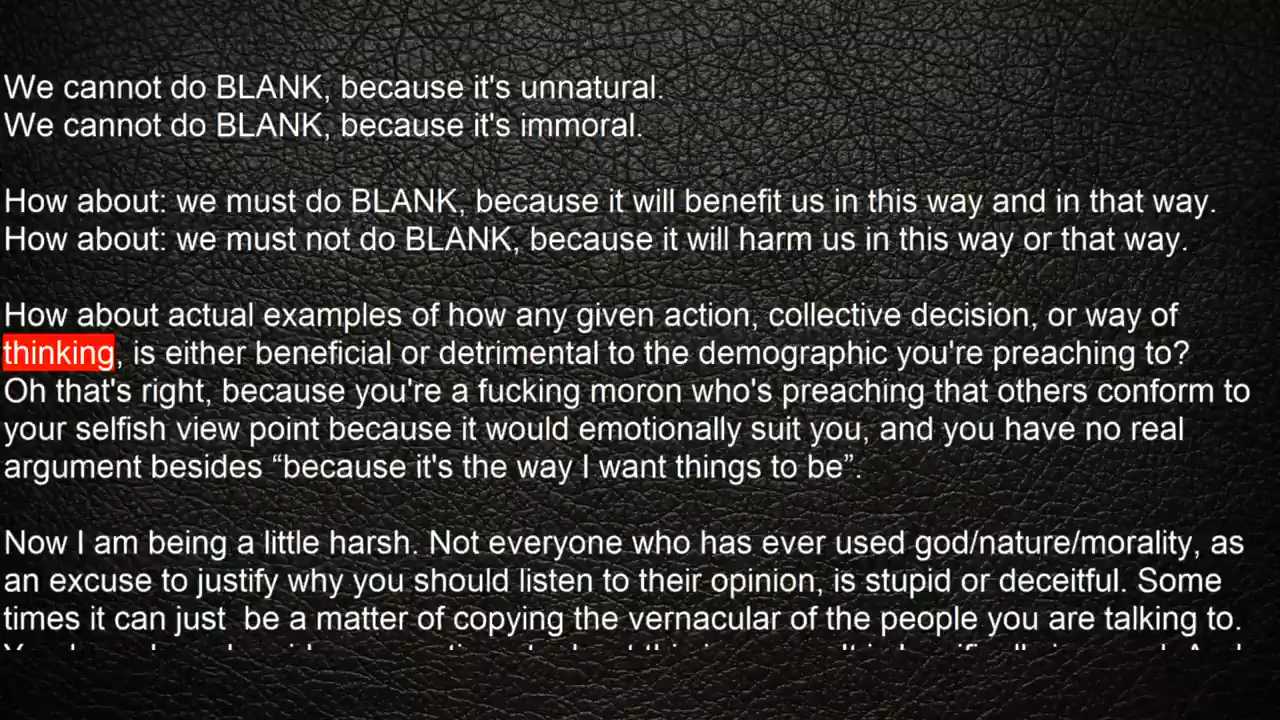 We cannot do BLANK, because it's unnatural.
We cannot do BLANK, because it's immoral.
How about: we must do BLANK, because it will benefit us in this way and in that way.
How about: we must not do BLANK, because it will harm us in this way or that way.
How about actual examples of how any given action, collective decision, or way of
thinking, is either beneficial or detrimental to the demographic you're preaching to?
Oh that's right, because you're a fucking moron who's preaching that others conform to
your selfish view point because it would emotionally suit you, and you have no real
argument besides “because it's the way I want things to be”.
Now I am being a little harsh. Not everyone who has ever used god/nature/morality, as
an excuse to justify why you should listen to their opinion, is stupid or deceitful. Some
times it can just  be a matter of copying the vernacular of the people you are talking to.